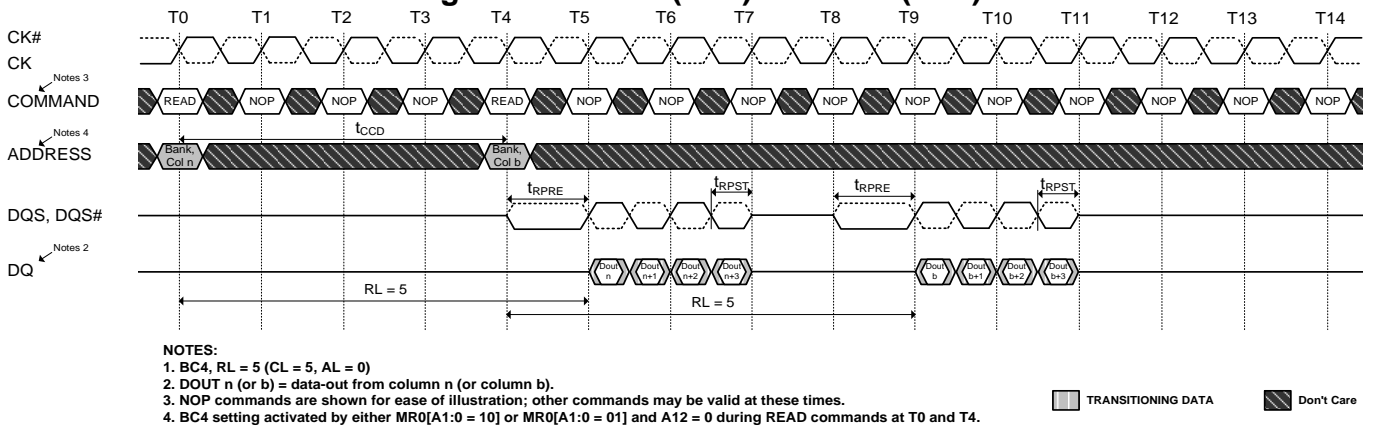 T0 T1 T2 T3 T4 T5 T6 T7 T8 T9 T10 T11 T12 T13 T14
CK#
CK
Notes 3
COMMAND READ NOP NOP NOP READ NOP NOP NOP NOP NOP NOP NOP NOP NOP NOP
tCCD
Notes 4
ADDRESS Bank, Col n Bank, Col b
tRPRE tRPST tRPRE tRPST
DQS, DQS#
Notes 2
DQ Dout n Dout n+1 Dout n+2 Dout n+3 Dout b Dout b+1 Dout b+2 Dout b+3
RL = 5 RL = 5
NOTES:
1. BC4, RL = 5 (CL = 5, AL = 0)
2. DOUT n (or b) = data-out from column n (or column b).
3. NOP commands are shown for ease of illustration; other commands may be valid at these times.
4. BC4 setting activated by either MR0[A1:0 = 10] or MR0[A1:0 = 01] and A12 = 0 during READ commands at T0 and T4.
TRANSITIONING DATA Don't Care